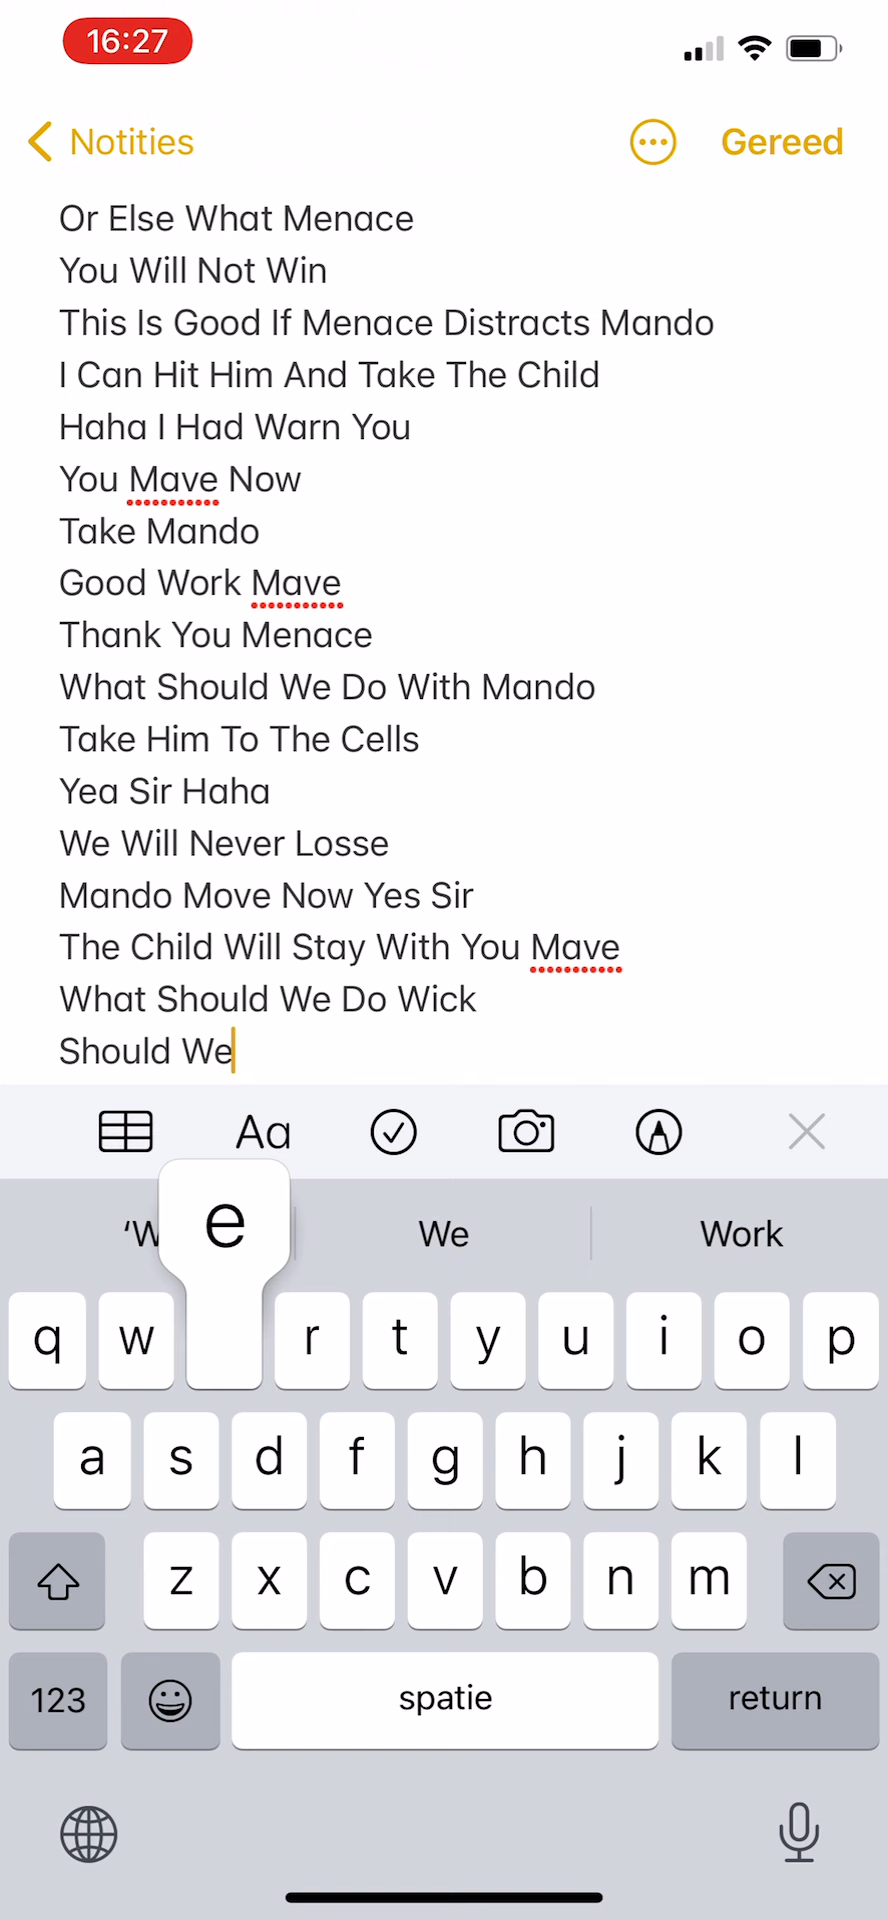 16:27
Notities
Gereed
Or Else What Menace
You Will Not Win
This Is Good If Menace Distracts Mando
I Can Hit Him And Take The Child
Haha I Had Warn You
You Mave Now
Take Mando
Good Work Mave
Thank You Menace
What Should We Do With Mando
Take Him To The Cells
Yea Sir Haha
We Will Never Losse
Mando Move Now Yes Sir
The Child Will Stay With You Mave
What Should We Do Wick
Should We
Aa
e
‘W We Work
q w r t y u i o p
a s d f g h j k l
z x c v b n m
123 spatie return